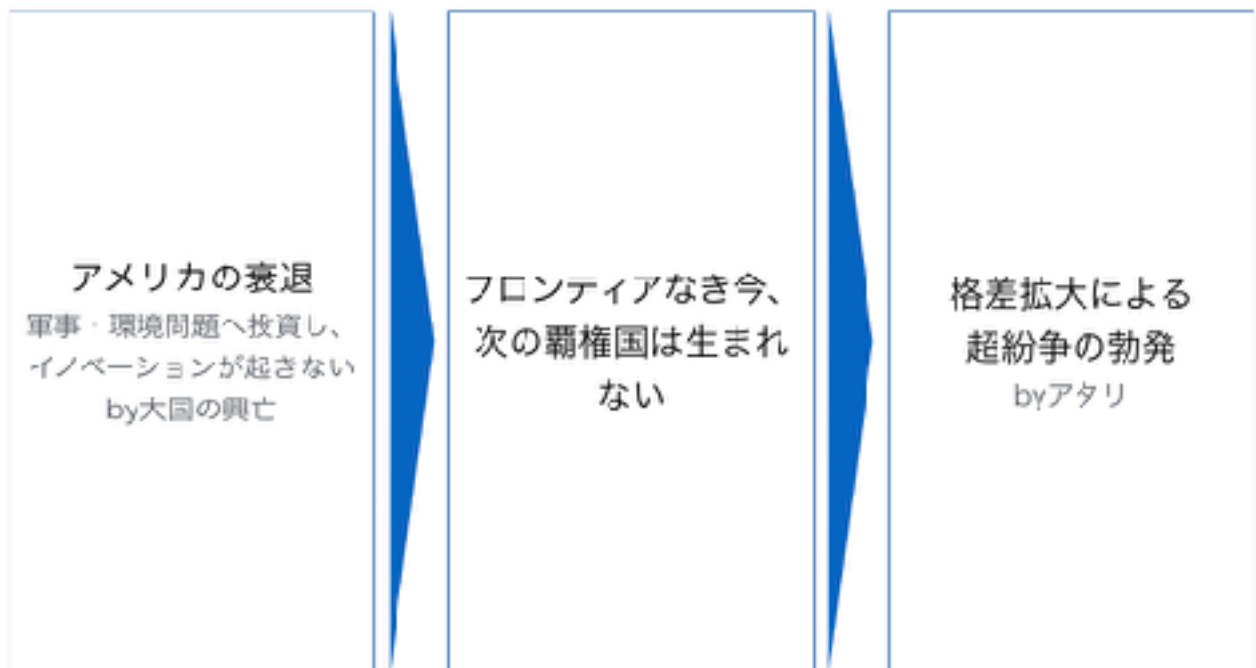 アメリカの衰退
軍事・環境問題へ投資し、
イノベーションが起さない
by大国の興亡
フロンティアなき今、
次の覇権国は生まれ
ない
格差拡大による
超紛争の勃発
byアタリ